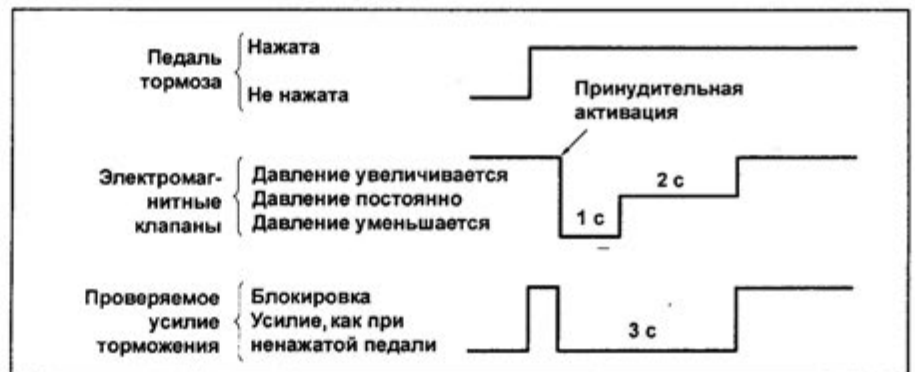 Педаль
тормоза
Нажата
Не нажата
Принудительная
активация
Электромаг-
нитные
клапаны
Давление увеличивается
Давление постоянно
Давление уменьшается
1 с
2 с
Проверяемое
усилие
торможения
Блокировка
Усилие, как при
ненажатой педали
3 с